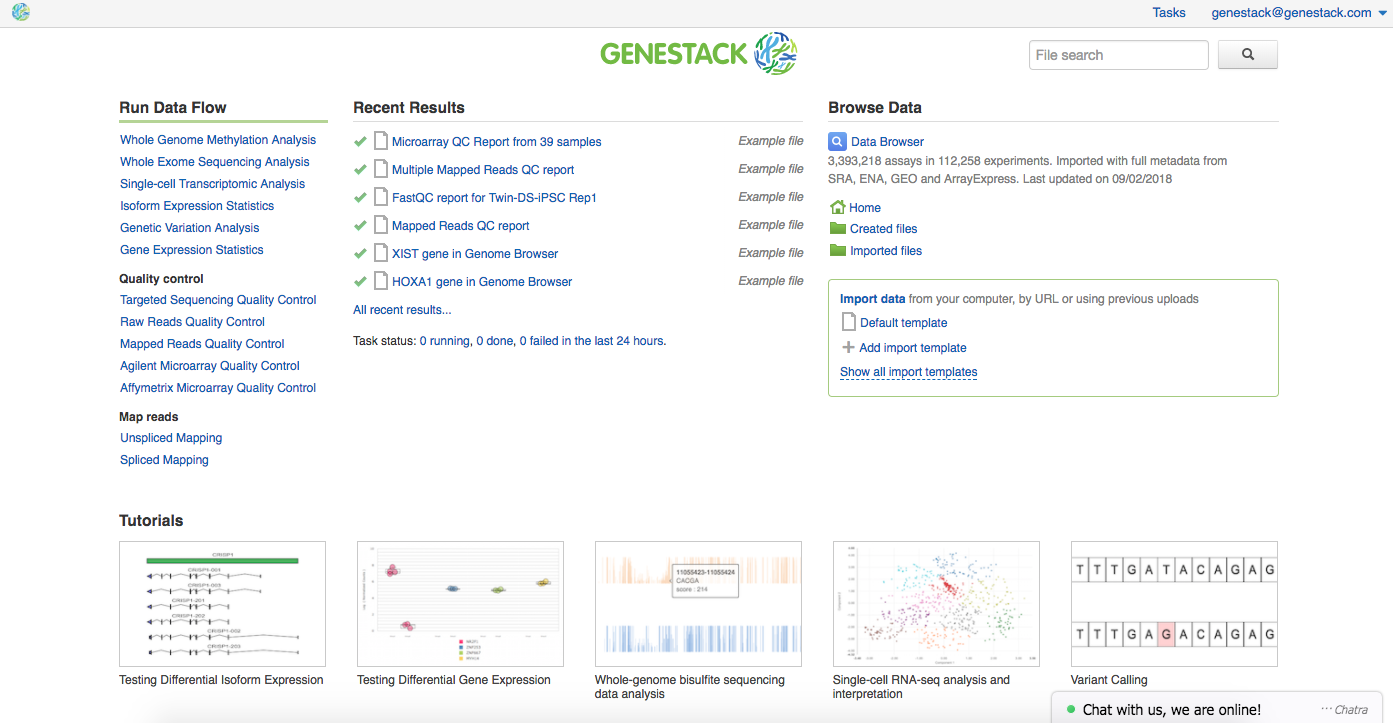 Tasks
genestack@genestack.com
GENESTACK
File search
Run Data Flow
Whole Genome Methylation Analysis
Whole Exome Sequencing Analysis
Single-cell Transcriptomic Analysis
Isoform Expression Statistics
Genetic Variation Analysis
Gene Expression Statistics
Quality control
Targeted Sequencing Quality Control
Raw Reads Quality Control
Mapped Reads Quality Control
Agilent Microarray Quality Control
Affymetrix Microarray Quality Control
Map reads
Unspliced Mapping
Spliced Mapping
Recent Results
Microarray QC Report from 39 samples Example file
Multiple Mapped Reads QC report Example file
FastQC report for Twin-DS-iPSC Rep1 Example file
Mapped Reads QC report Example file
XIST gene in Genome Browser Example file
HOXA1 gene in Genome Browser Example file
All recent results...
Task status: 0 running, 0 done, 0 failed in the last 24 hours.
Browse Data
Data Browser
3,393,218 assays in 112,258 experiments. Imported with full metadata from
SRA, ENA, GEO and ArrayExpress. Last updated on 09/02/2018
Home
Created files
Imported files
Import data from your computer, by URL or using previous uploads
Default template
Add import template
Show all import templates
Tutorials
CRISP1
CRISP1-001
CRISP1-003
CRISP1-201
CRISP1-202
CRISP1-002
CRISP1-203
Testing Differential Isoform Expression
Testing Differential Gene Expression
11055423-11055424
CACGA
score : 214
Whole-genome bisulfite sequencing
data analysis
Single-cell RNA-seq analysis and
interpretation
T T T G A T A C A G A G
T T T G A G A C A G A G
Variant Calling
Chat with us, we are online!
Chatra